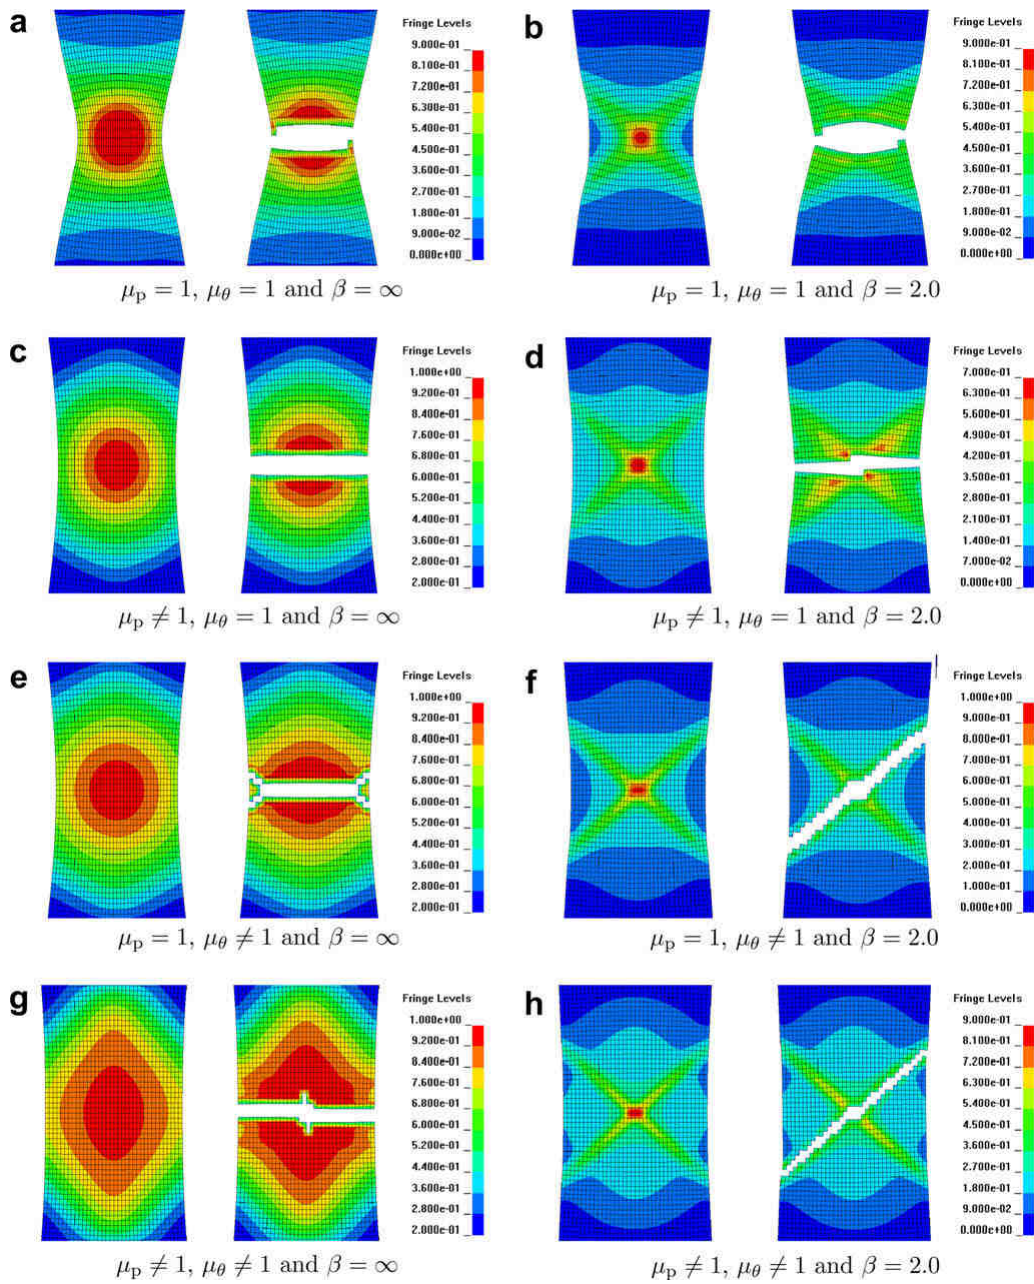 a
Fringe Levels
9.000e-01
8.100e-01
7.200e-01
6.300e-01
5.400e-01
4.500e-01
3.600e-01
2.700e-01
1.800e-01
9.000e-02
0.000e+00
μp = 1, μθ = 1 and β = ∞
b
Fringe Levels
9.000e-01
8.100e-01
7.200e-01
6.300e-01
5.400e-01
4.500e-01
3.600e-01
2.700e-01
1.800e-01
9.000e-02
0.000e+00
μp = 1, μθ = 1 and β = 2.0
c
Fringe Levels
1.000e+00
9.200e-01
8.400e-01
7.600e-01
6.800e-01
6.000e-01
5.200e-01
4.400e-01
3.600e-01
2.800e-01
2.000e-01
μp ≠ 1, μθ = 1 and β = ∞
d
Fringe Levels
7.000e-01
6.300e-01
5.600e-01
4.900e-01
4.200e-01
3.500e-01
2.800e-01
2.100e-01
1.400e-01
7.000e-02
0.000e+00
μp ≠ 1, μθ = 1 and β = 2.0
e
Fringe Levels
1.000e+00
9.200e-01
8.400e-01
7.600e-01
6.800e-01
6.000e-01
5.200e-01
4.400e-01
3.600e-01
2.800e-01
2.000e-01
μp = 1, μθ ≠ 1 and β = ∞
f
Fringe Levels
1.000e+00
9.000e-01
8.000e-01
7.000e-01
6.000e-01
5.000e-01
4.000e-01
3.000e-01
2.000e-01
1.000e-01
0.000e+00
μp = 1, μθ ≠ 1 and β = 2.0
g
Fringe Levels
1.000e+00
9.200e-01
8.400e-01
7.600e-01
6.800e-01
6.000e-01
5.200e-01
4.400e-01
3.600e-01
2.800e-01
2.000e-01
μp ≠ 1, μθ ≠ 1 and β = ∞
h
Fringe Levels
9.000e-01
8.100e-01
7.200e-01
6.300e-01
5.400e-01
4.500e-01
3.600e-01
2.700e-01
1.800e-01
9.000e-02
0.000e+00
μp ≠ 1, μθ ≠ 1 and β = 2.0